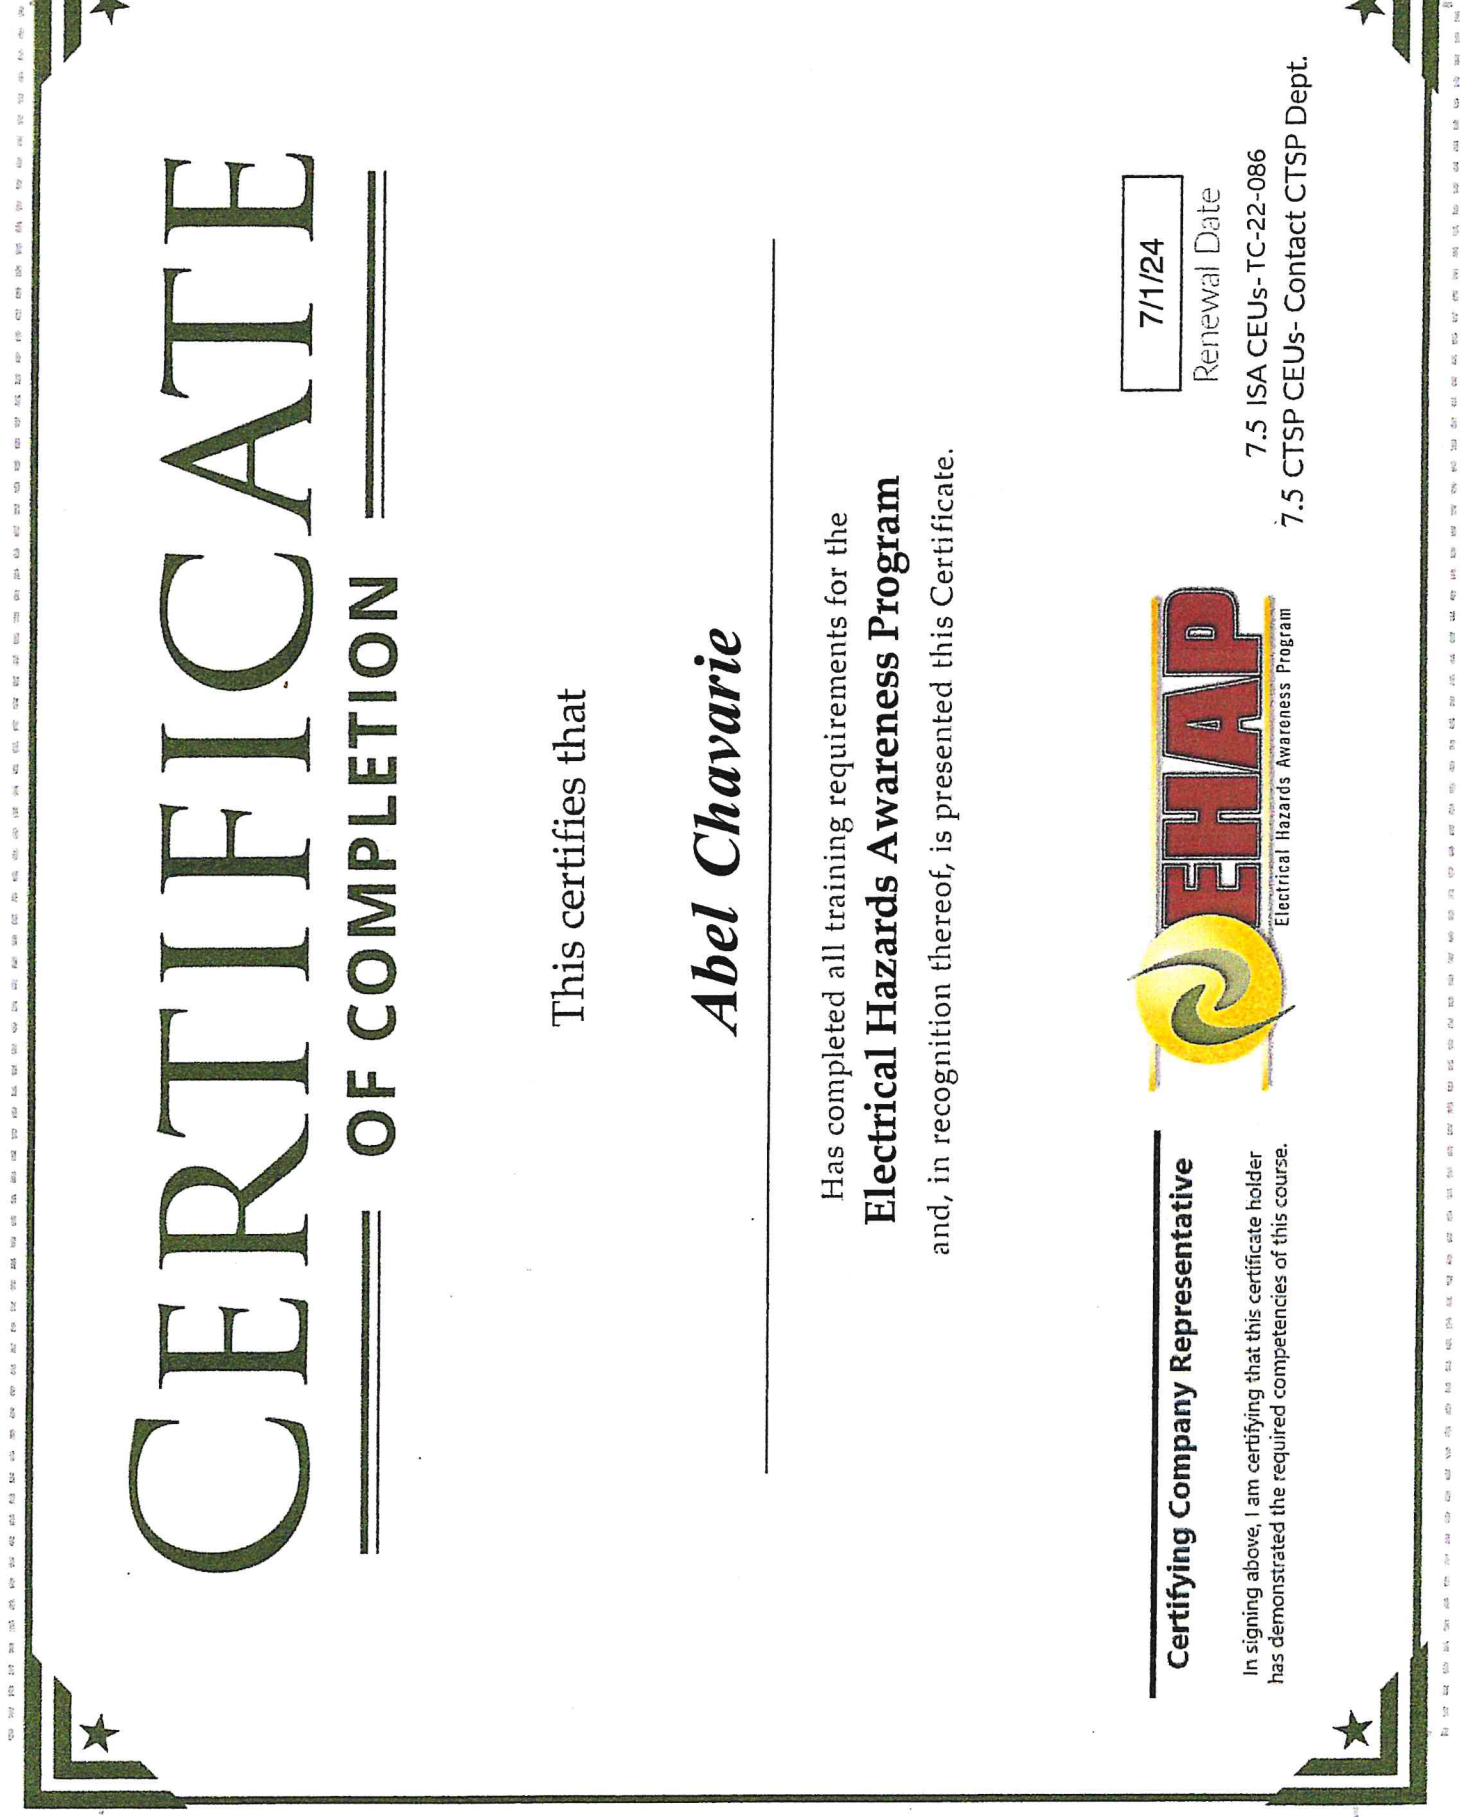 CERTIFICATE
OF COMPLETION
This certifies that
Abel Chavarie
Has completed all training requirements for the
Electrical Hazards Awareness Program
and, in recognition thereof, is presented this Certificate.
Certifying Company Representative
In signing above, I am certifying that this certificate holder
has demonstrated the required competencies of this course.
EHAP
Electrical Hazards Awareness Program
7/1/24
Renewal Date
7.5 ISA CEUs- TC-22-086
7.5 CTSP CEUs- Contact CTSP Dept.